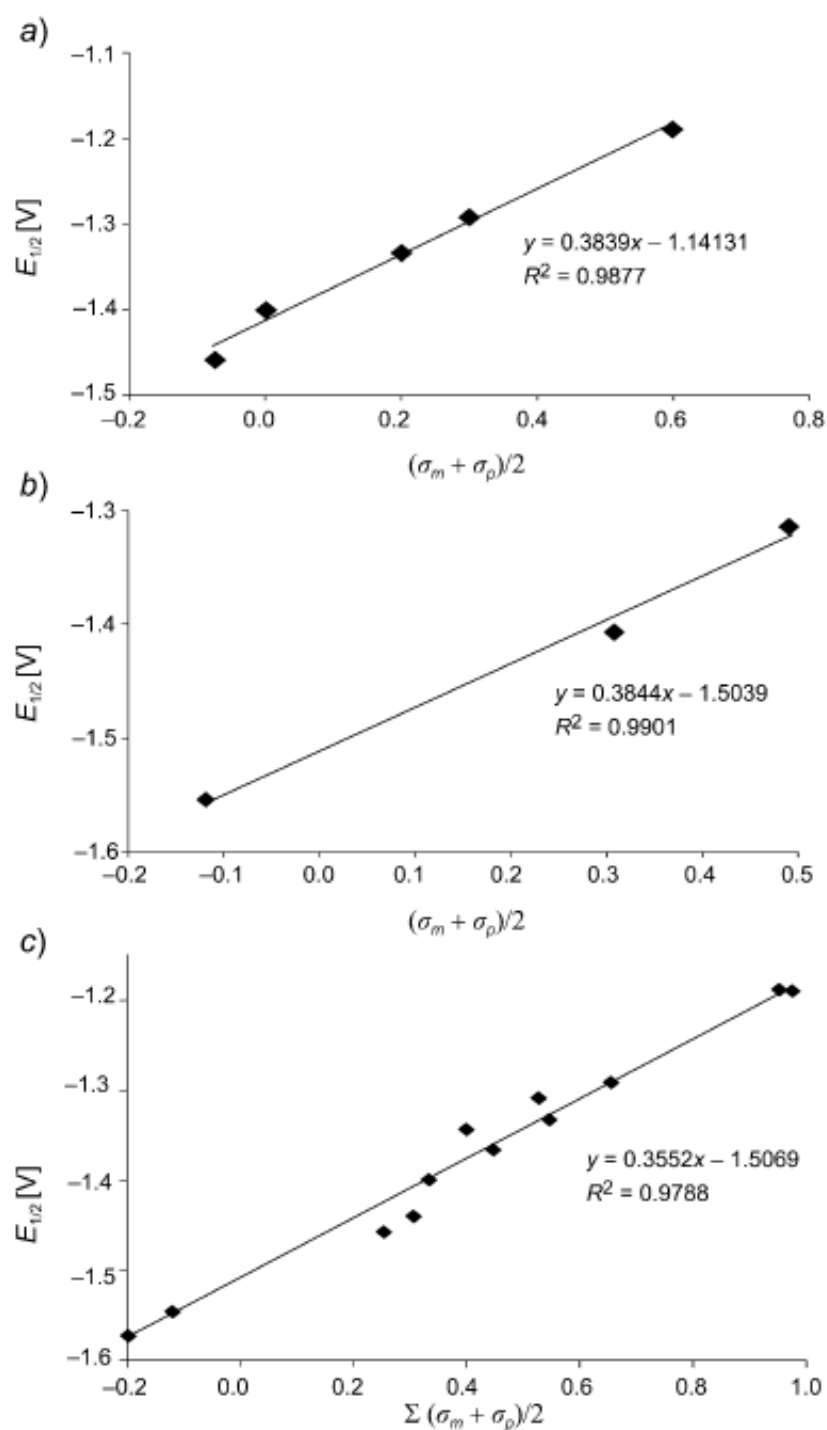 a)
–1.1
–1.2
–1.3
–1.4
–1.5
E1/2 [V]
y = 0.3839x – 1.14131
R2 = 0.9877
–0.2 0.0 0.2 0.4 0.6 0.8
(σm + σp)/2
b)
–1.3
–1.4
–1.5
–1.6
E1/2 [V]
y = 0.3844x – 1.5039
R2 = 0.9901
–0.2 –0.1 0.0 0.1 0.2 0.3 0.4 0.5
(σm + σp)/2
c)
–1.2
–1.3
–1.4
–1.5
–1.6
E1/2 [V]
y = 0.3552x – 1.5069
R2 = 0.9788
–0.2 0.0 0.2 0.4 0.6 0.8 1.0
Σ (σm + σp)/2